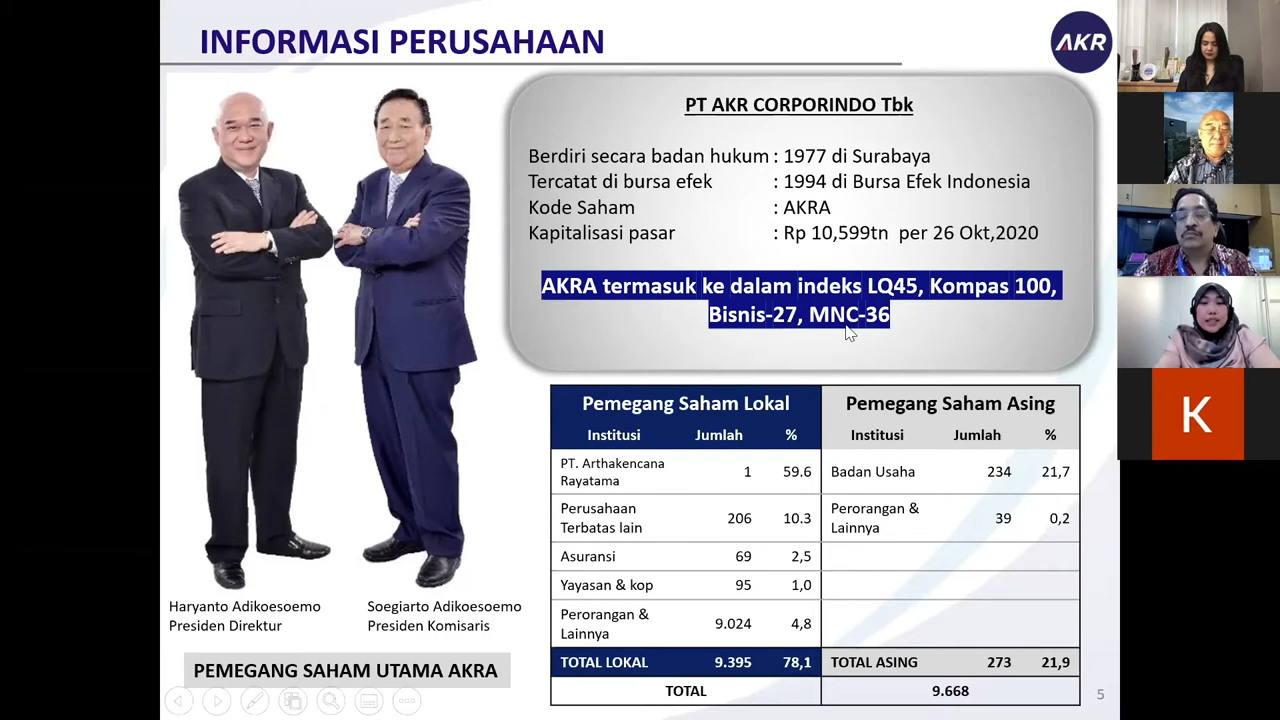 INFORMASI PERUSAHAAN
AKR
PT AKR CORPORINDO Tbk
Berdiri secara badan hukum : 1977 di Surabaya
Tercatat di bursa efek : 1994 di Bursa Efek Indonesia
Kode Saham : AKRA
Kapitalisasi pasar : Rp 10,599tn per 26 Okt,2020
AKRA termasuk ke dalam indeks LQ45, Kompas 100,
Bisnis-27, MNC-36
Haryanto Adikoesoemo
Presiden Direktur
Soegiarto Adikoesoemo
Presiden Komisaris
PEMEGANG SAHAM UTAMA AKRA
Pemegang Saham Lokal Pemegang Saham Asing
Institusi Jumlah % Institusi Jumlah %
PT. Arthakencana
Rayatama 1 59.6 Badan Usaha 234 21,7
Perusahaan
Terbatas lain 206 10.3 Perorangan &
Lainnya 39 0,2
Asuransi 69 2,5
Yayasan & kop 95 1,0
Perorangan &
Lainnya 9.024 4,8
TOTAL LOKAL 9.395 78,1 TOTAL ASING 273 21,9
TOTAL 9.668
5
K